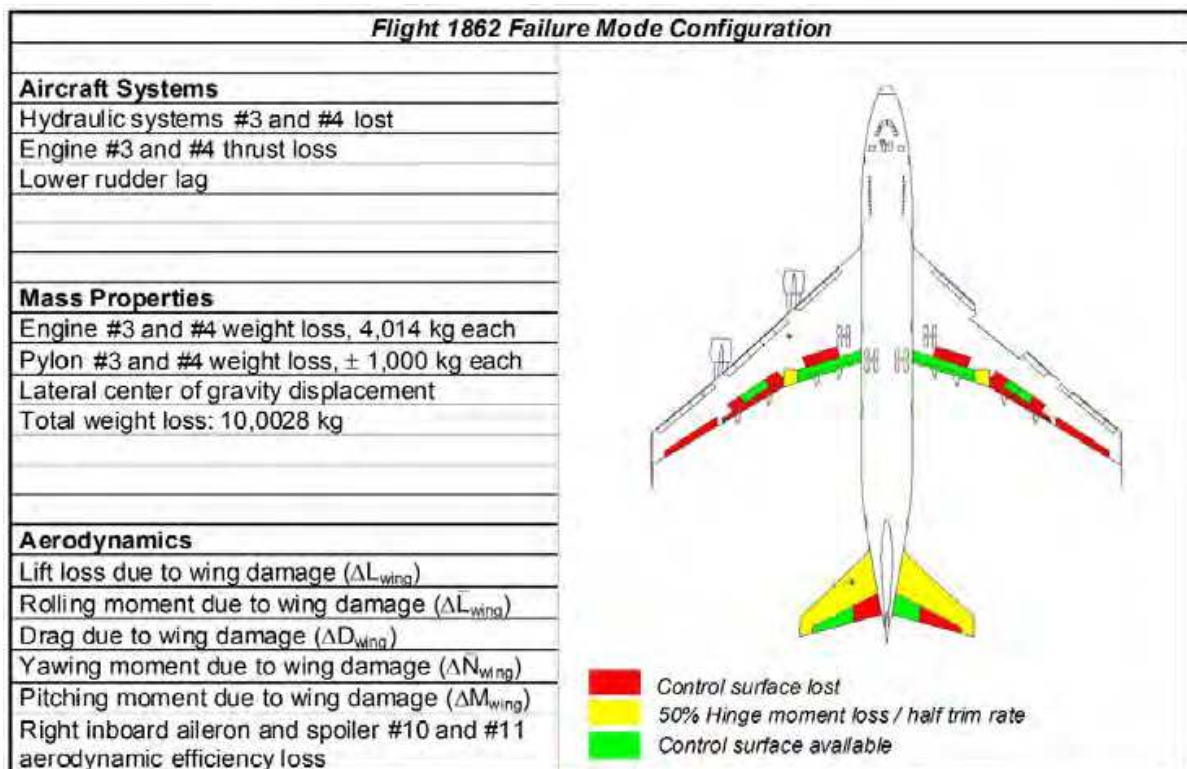 Flight 1862 Failure Mode Configuration
Aircraft Systems
Hydraulic systems #3 and #4 lost
Engine #3 and #4 thrust loss
Lower rudder lag
Mass Properties
Engine #3 and #4 weight loss, 4,014 kg each
Pylon #3 and #4 weight loss, ± 1,000 kg each
Lateral center of gravity displacement
Total weight loss: 10,0028 kg
Aerodynamics
Lift loss due to wing damage (ΔLwing)
Rolling moment due to wing damage (ΔL̄wing)
Drag due to wing damage (ΔDwing)
Yawing moment due to wing damage (ΔN̄wing)
Pitching moment due to wing damage (ΔMwing)
Right inboard aileron and spoiler #10 and #11
aerodynamic efficiency loss
Control surface lost
50% Hinge moment loss / half trim rate
Control surface available